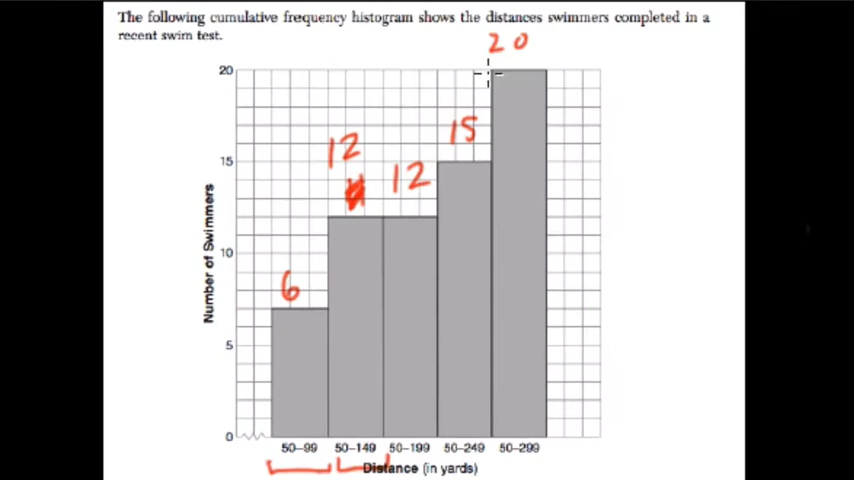 The following cumulative frequency histogram shows the distances swimmers completed in a
recent swim test.
20
20
12
15
15
12
10
6
5
0
Number of Swimmers
50–99 50–149 50–199 50–249 50–299
Distance (in yards)